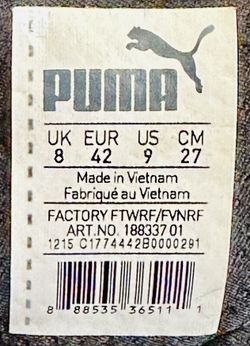 PUMA
UK EUR US CM
8 42 9 27
Made in Vietnam
Fabriqué au Vietnam
FACTORY FTWRF/FVNRF
ART.NO. 188337 01
1215 C1774442B0000291
8 88535 36511 1